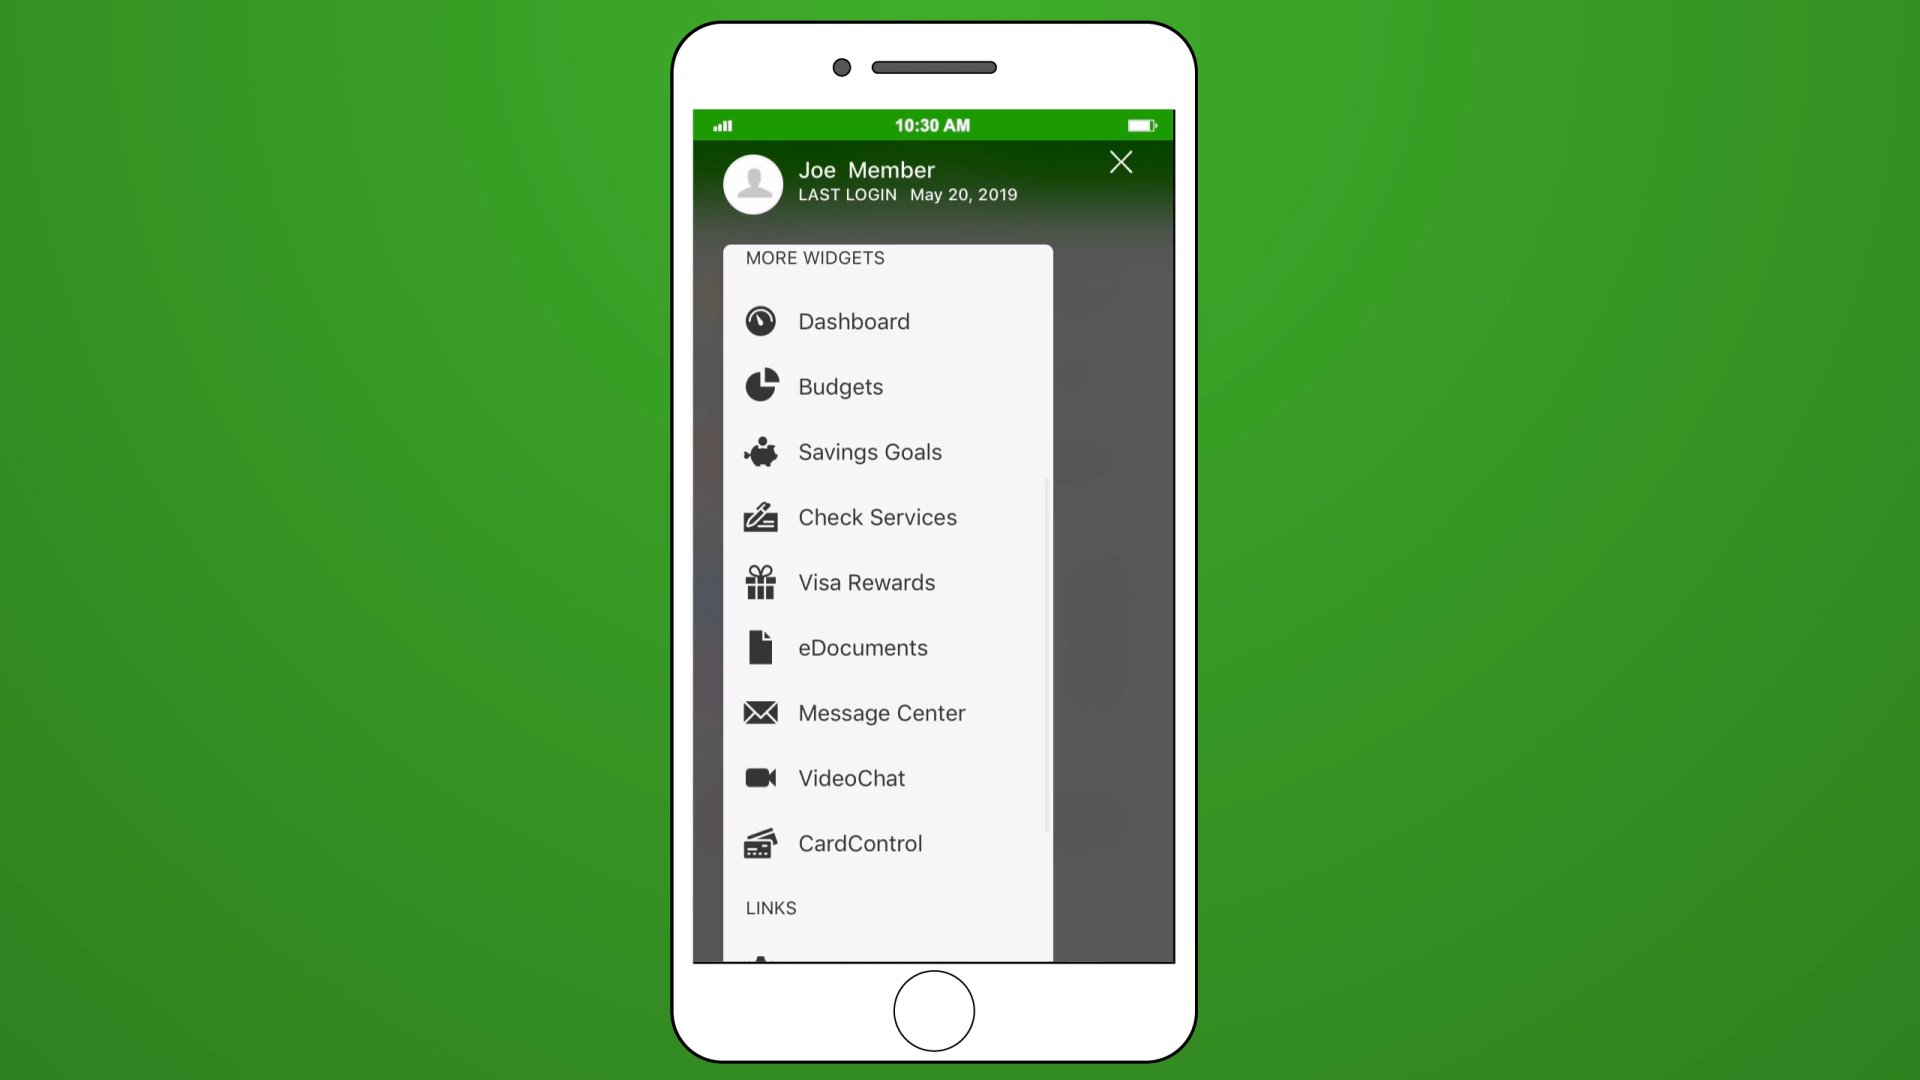 10:30 AM
Joe Member
LAST LOGIN May 20, 2019
MORE WIDGETS
Dashboard
Budgets
Savings Goals
Check Services
Visa Rewards
eDocuments
Message Center
VideoChat
CardControl
LINKS